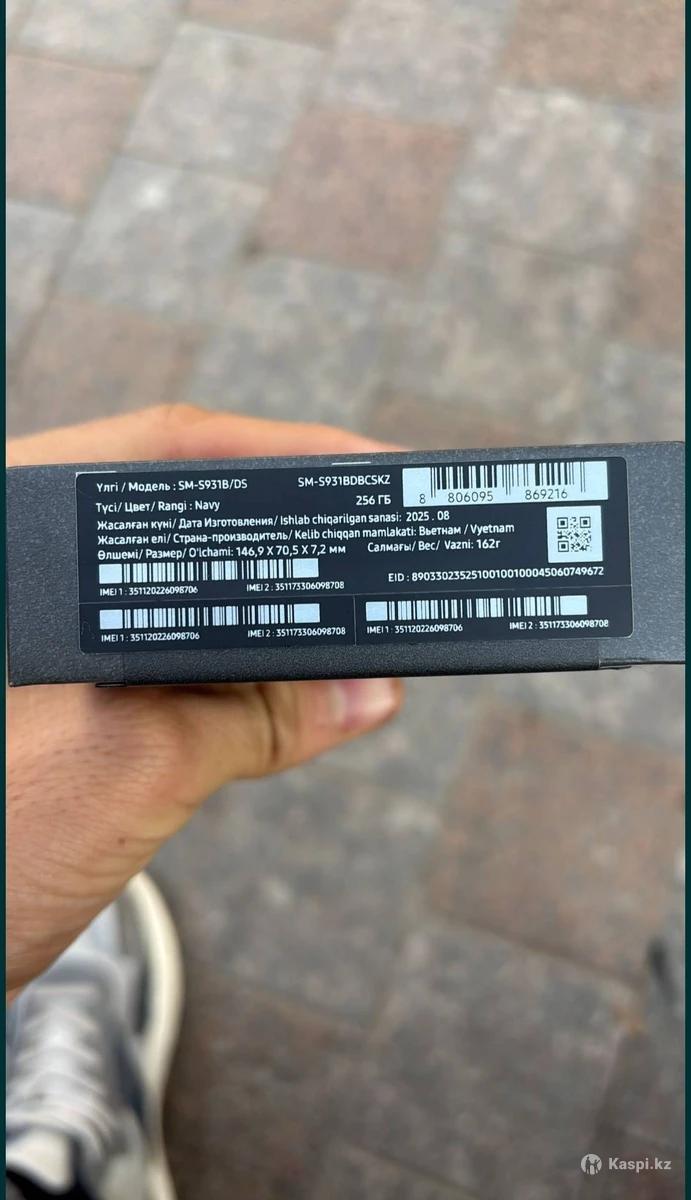 Үлгі / Модель : SM-S931B/DS SM-S931BDBCSKZ
Түсі/ Цвет/ Rangi : Navy 256 ГБ
8 806095 869216
Жасалған күні/ Дата Изготовления/ Ishlab chiqarilgan sanasi: 2025 . 08
Жасалған елі/ Страна-производитель/ Kelib chiqqan mamlakati: Вьетнам / Vyetnam
Өлшемі/ Размер/ O'lchami: 146,9 X 70,5 X 7,2 мм Салмағы/ Вес/ Vazni: 162г
IMEI 1 : 351120226098706 IMEI 2 : 351173306098708
EID : 89033023525100100100045060749672
IMEI 1 : 351120226098706 IMEI 2 : 351173306098708
IMEI 1 : 351120226098706 IMEI 2 : 351173306098708
Kaspi.kz